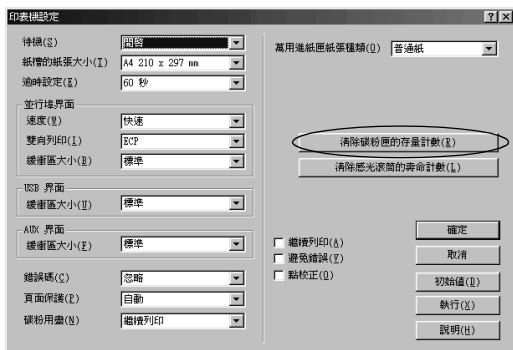 印表機設定
待機(S) 開啓
紙槽的紙張大小(I) A4 210 x 297 mm
逾時設定(E) 60 秒
並行埠界面
速度(W) 快速
雙向列印(I) ECP
緩衝區大小(B) 標準
USB 界面
緩衝區大小(U) 標準
AUX 界面
緩衝區大小(F) 標準
錯誤碼(C) 忽略
頁面保護(P) 自動
碳粉用盡(N) 繼續列印
萬用進紙匣紙張種類(O) 普通紙
清除碳粉匣的存量計數(R)
清除感光滾筒的壽命計數(L)
繼續列印(A)
避免錯誤(Y)
點校正(O)
確定
取消
初始值(D)
執行(X)
說明(H)